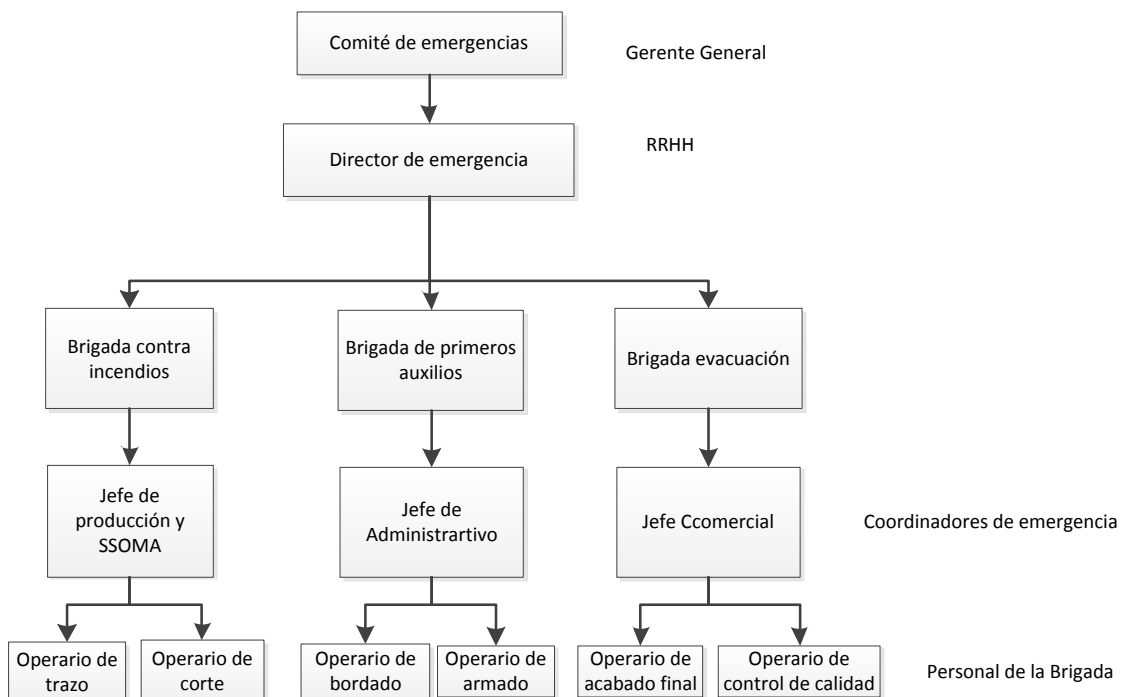 Comité de emergencias
Gerente General
Director de emergencia
RRHH
Brigada contra
incendios
Brigada de primeros
auxilios
Brigada evacuación
Jefe de
producción y
SSOMA
Jefe de
Administrartivo
Jefe Ccomercial
Coordinadores de emergencia
Operario de
trazo
Operario de
corte
Operario de
bordado
Operario de
armado
Operario de
acabado final
Operario de
control de calidad
Personal de la Brigada